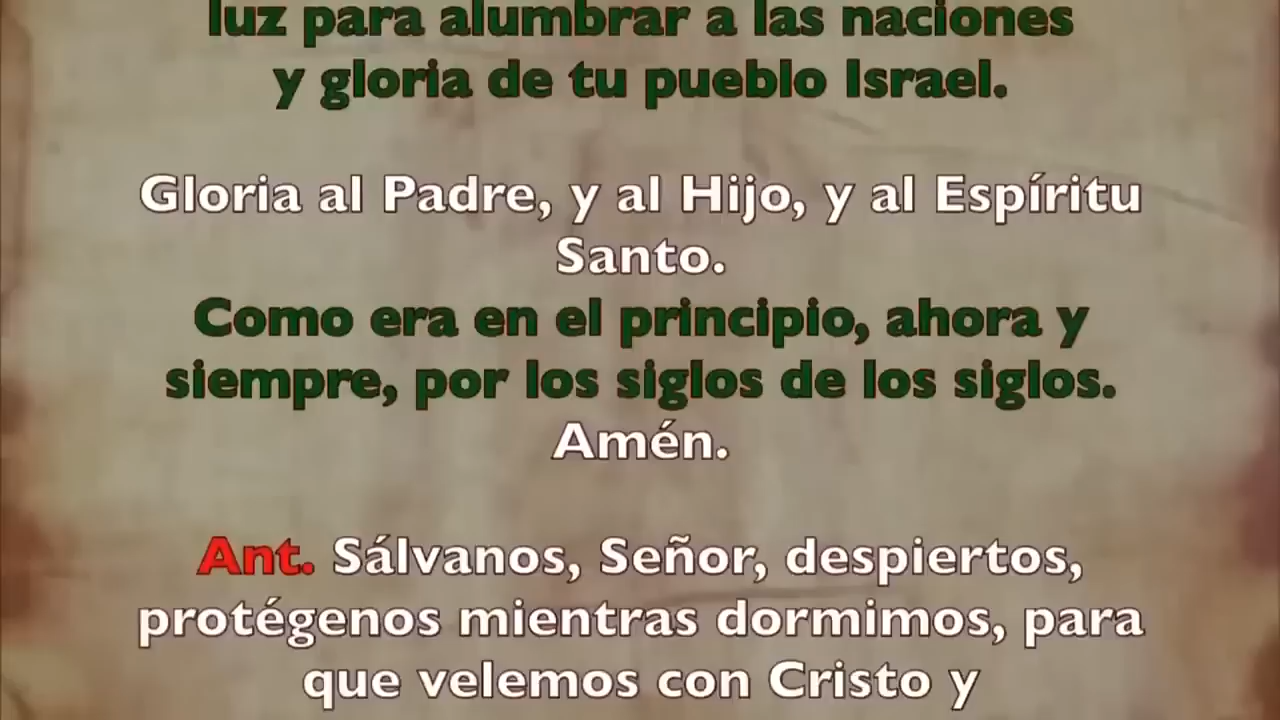 luz para alumbrar a las naciones
y gloria de tu pueblo Israel.
Gloria al Padre, y al Hijo, y al Espíritu
Santo.
Como era en el principio, ahora y
siempre, por los siglos de los siglos.
Amén.
Ant. Sálvanos, Señor, despiertos,
protégenos mientras dormimos, para
que velemos con Cristo y